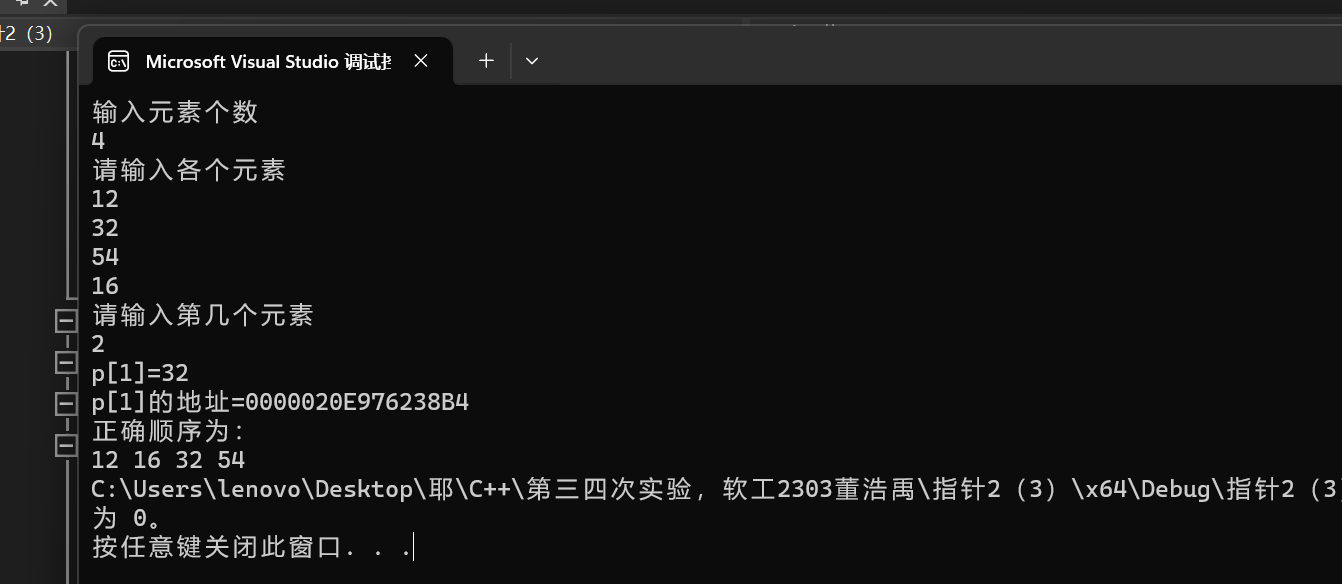 2 (3)
Microsoft Visual Studio 调试
输入元素个数
4
请输入各个元素
12
32
54
16
请输入第几个元素
2
p[1]=32
p[1]的地址=0000020E976238B4
正确顺序为:
12 16 32 54
C:\Users\lenovo\Desktop\耶\C++\第三四次实验，软工2303董浩禹\指针2（3）\x64\Debug\指针2（3
为 0。
按任意键关闭此窗口. . .